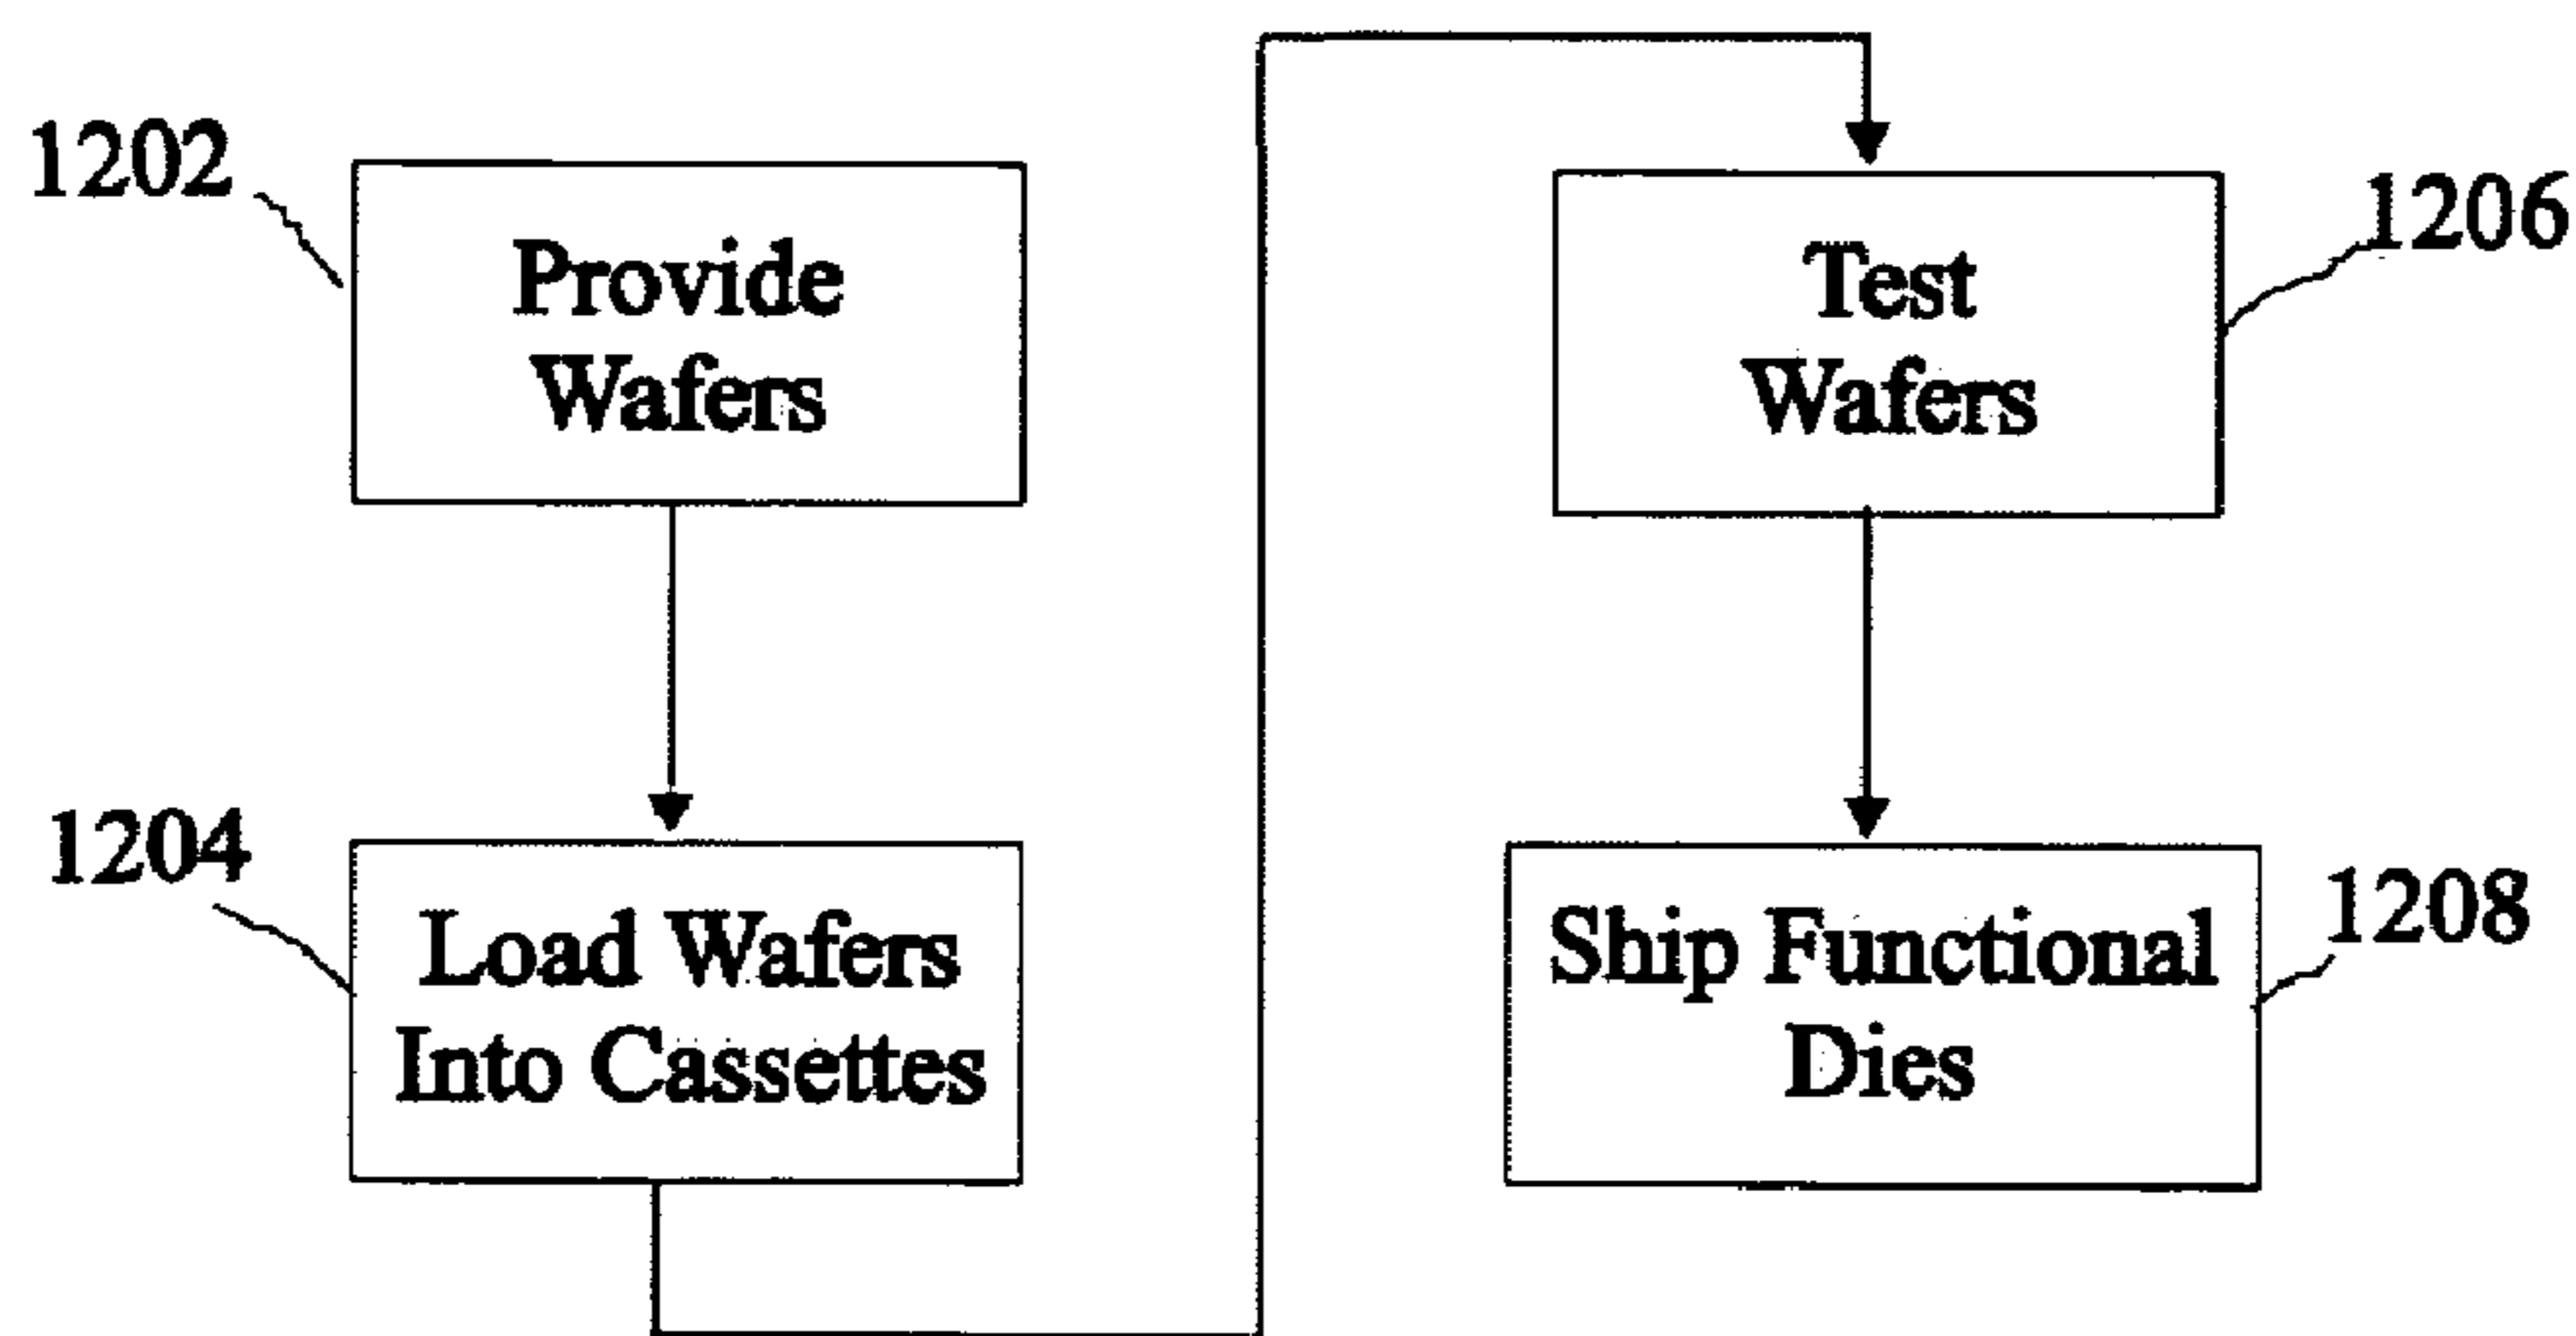 1202
Provide
Wafers
1204
Load Wafers
Into Cassettes
Test
Wafers
1206
Ship Functional
Dies
1208